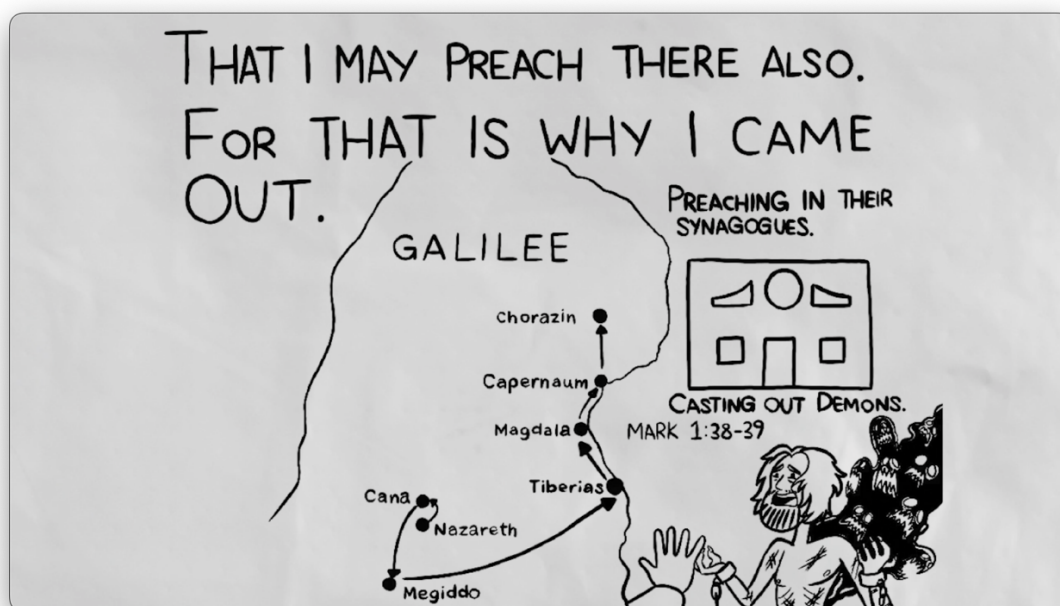 THAT I MAY PREACH THERE ALSO.
FOR THAT IS WHY I CAME
OUT.
PREACHING IN THEIR
SYNAGOGUES.
GALILEE
Chorazin
Capernaum
CASTING OUT DEMONS.
Magdala
MARK 1:38-39
Tiberias
Cana
Nazareth
Megiddo